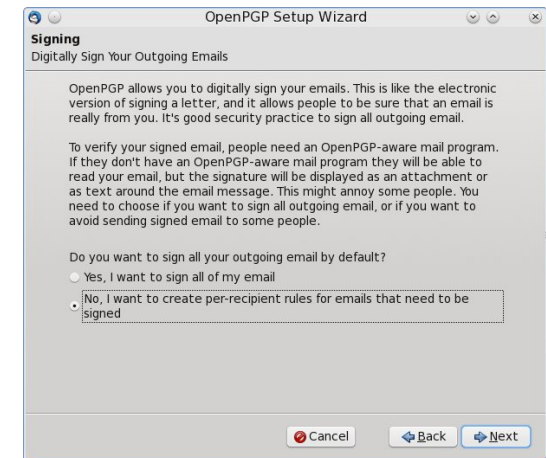 OpenPGP Setup Wizard
Signing
Digitally Sign Your Outgoing Emails
OpenPGP allows you to digitally sign your emails. This is like the electronic
version of signing a letter, and it allows people to be sure that an email is
really from you. It's good security practice to sign all outgoing email.
To verify your signed email, people need an OpenPGP-aware mail program.
If they don't have an OpenPGP-aware mail program they will be able to
read your email, but the signature will be displayed as an attachment or
as text around the email message. This might annoy some people. You
need to choose if you want to sign all outgoing email, or if you want to
avoid sending signed email to some people.
Do you want to sign all your outgoing email by default?
Yes, I want to sign all of my email
No, I want to create per-recipient rules for emails that need to be
signed
Cancel
Back
Next